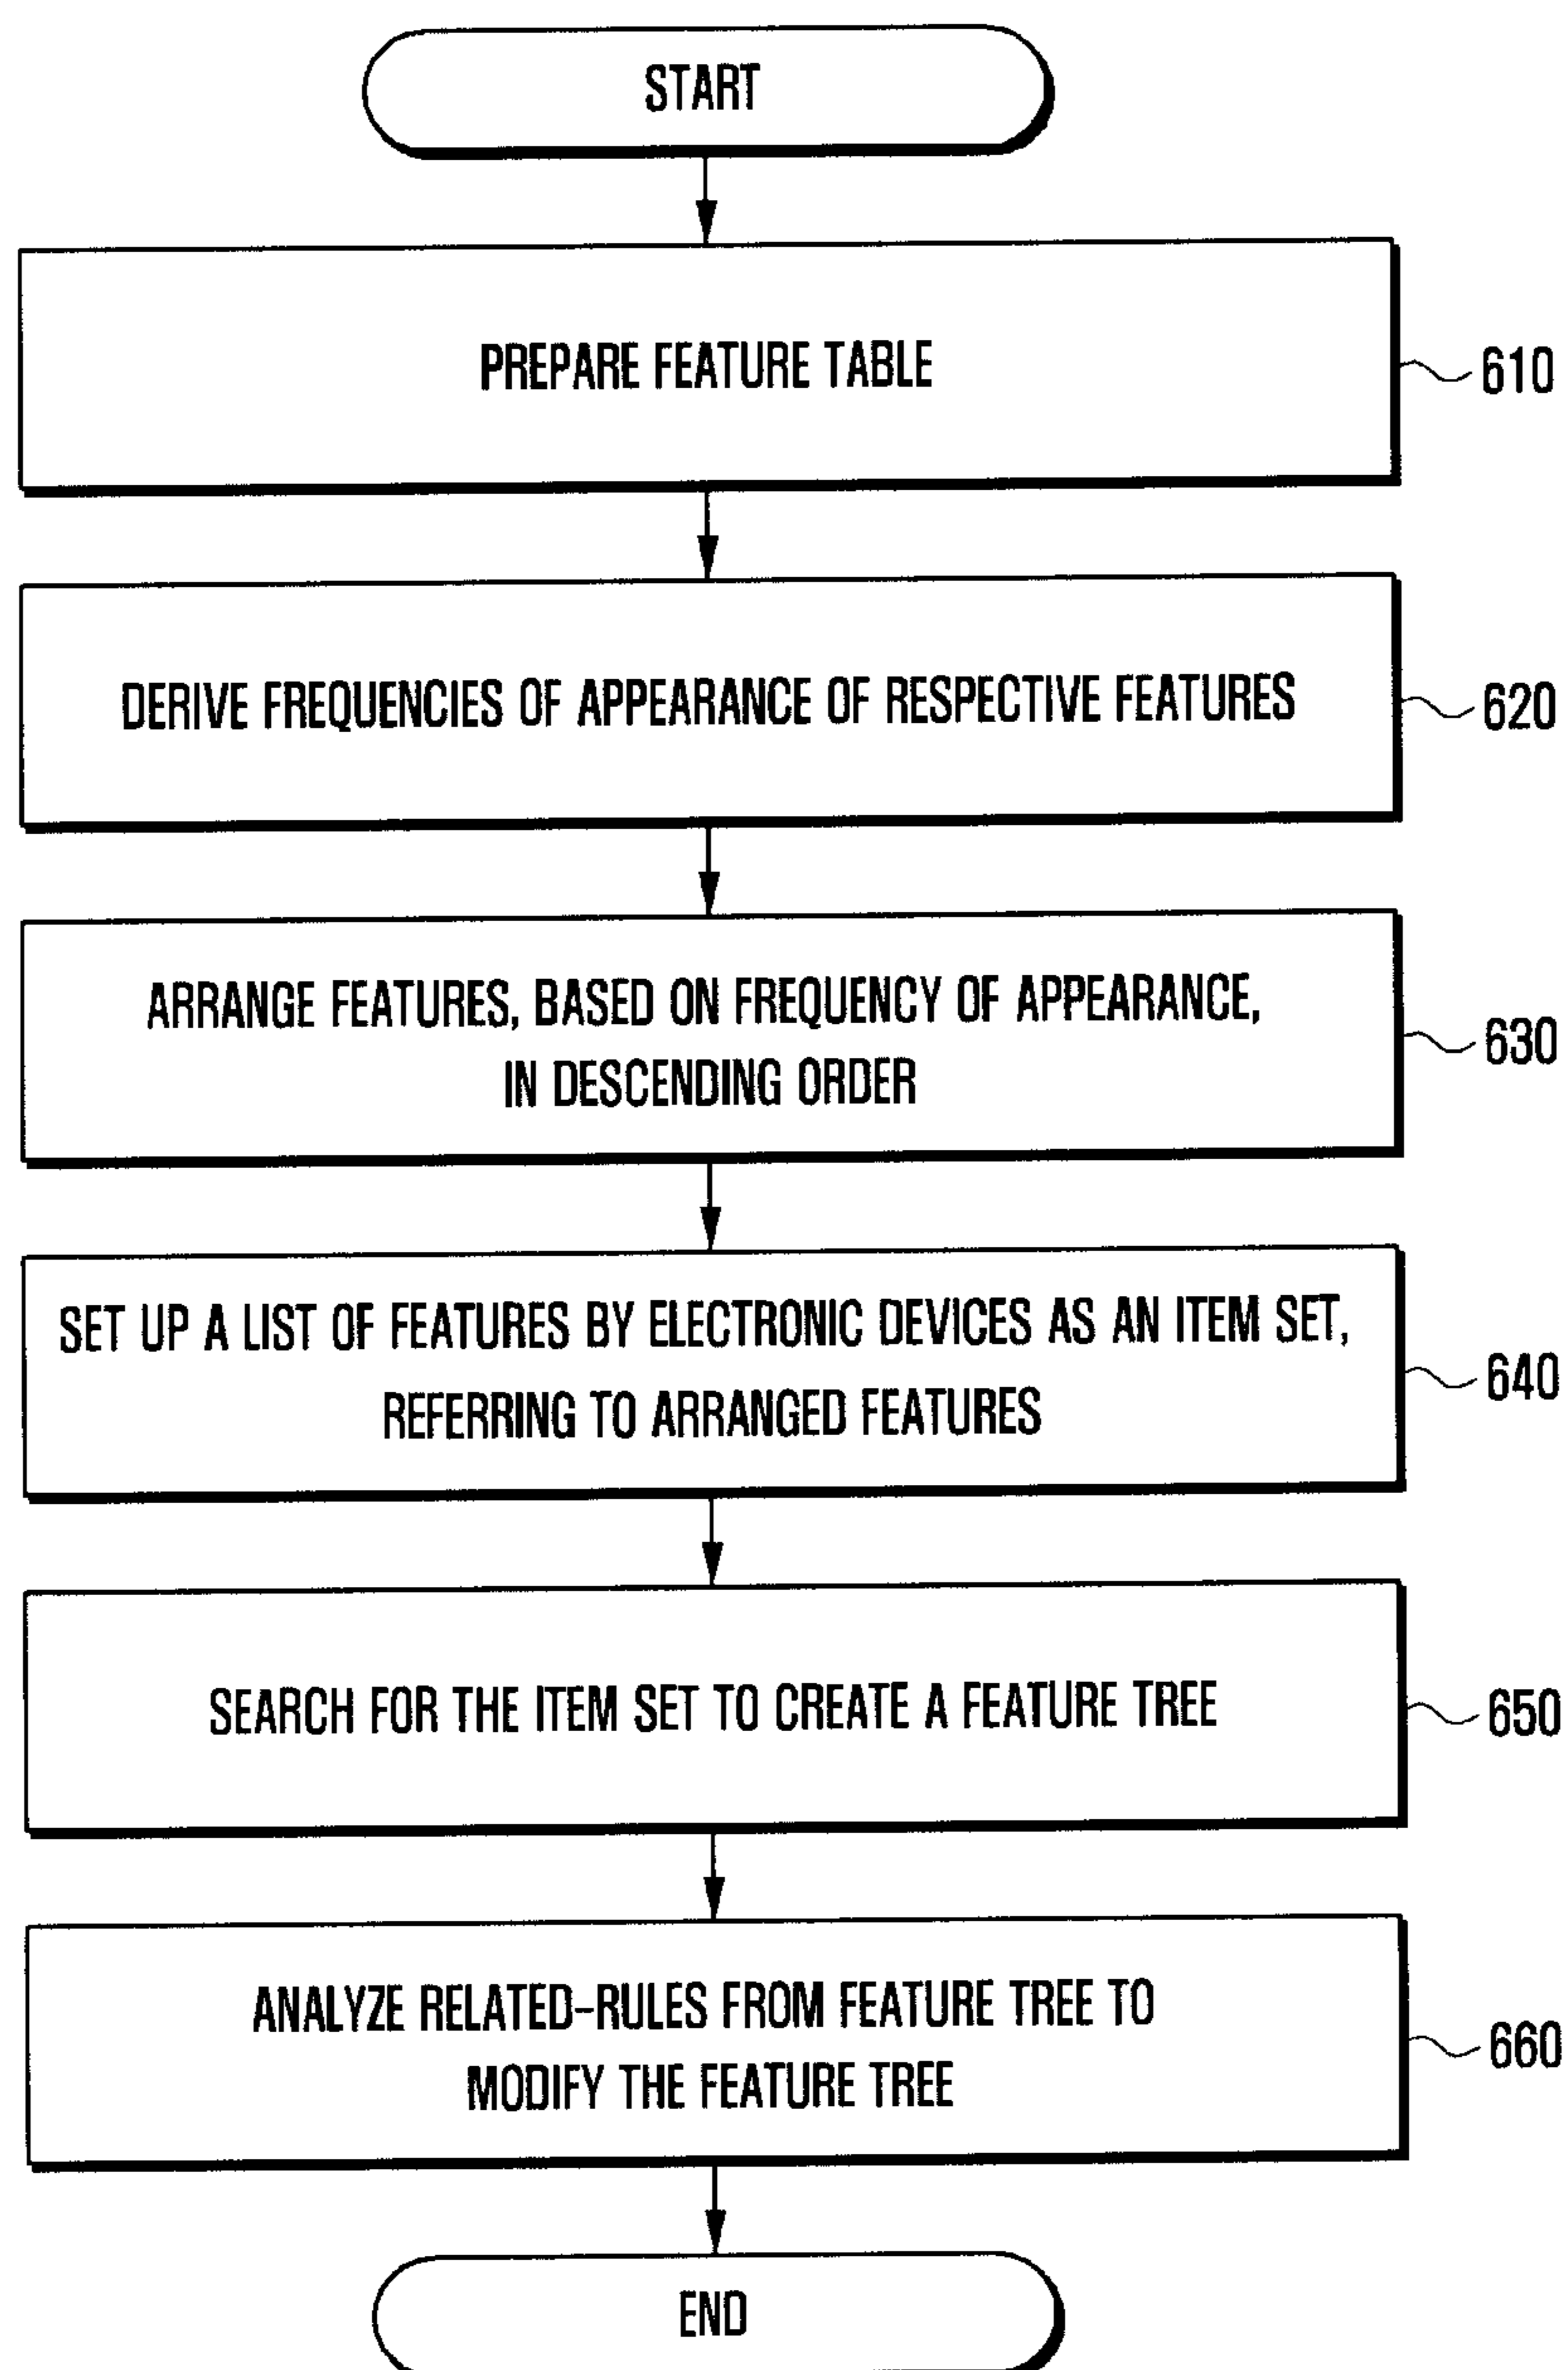 START
PREPARE FEATURE TABLE
610
DERIVE FREQUENCIES OF APPEARANCE OF RESPECTIVE FEATURES
620
ARRANGE FEATURES, BASED ON FREQUENCY OF APPEARANCE,
IN DESCENDING ORDER
630
SET UP A LIST OF FEATURES BY ELECTRONIC DEVICES AS AN ITEM SET,
REFERRING TO ARRANGED FEATURES
640
SEARCH FOR THE ITEM SET TO CREATE A FEATURE TREE
650
ANALYZE RELATED-RULES FROM FEATURE TREE TO
MODIFY THE FEATURE TREE
660
END